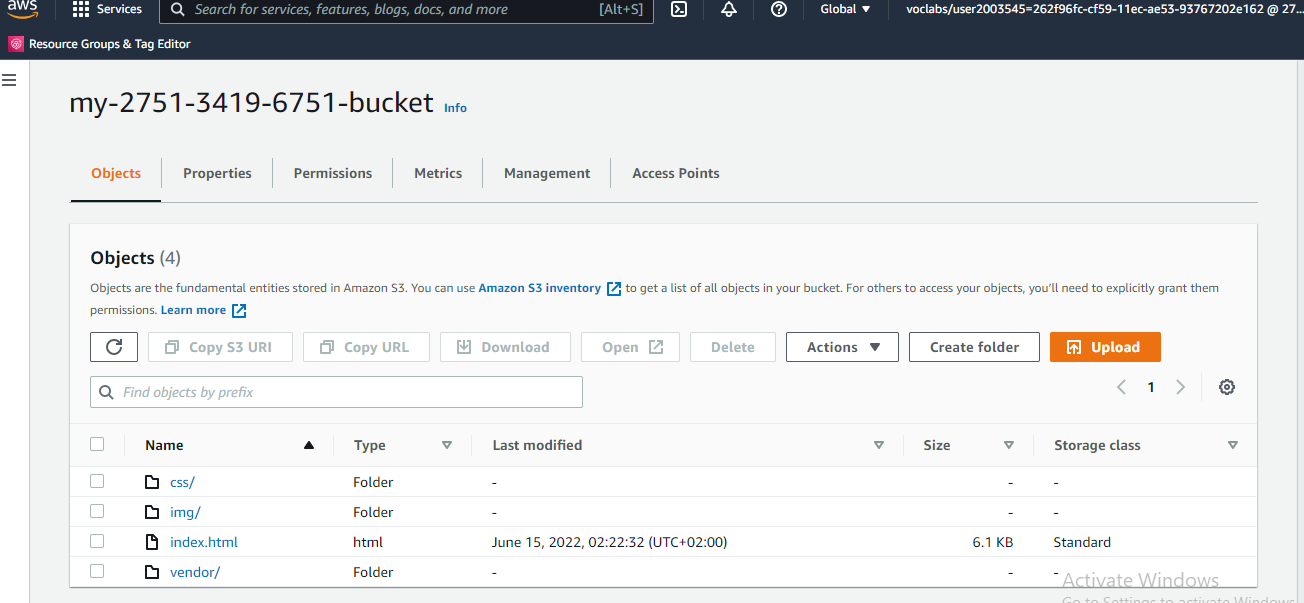 aws Services Search for services, features, blogs, docs, and more [Alt+S] Global ▼ voclabs/user2003545=262f96fc-cf59-11ec-ae53-93767202e162 @ 27...
Resource Groups & Tag Editor
my-2751-3419-6751-bucket Info
Objects Properties Permissions Metrics Management Access Points
Objects (4)
Objects are the fundamental entities stored in Amazon S3. You can use Amazon S3 inventory to get a list of all objects in your bucket. For others to access your objects, you'll need to explicitly grant them
permissions. Learn more
Copy S3 URI Copy URL Download Open Delete Actions ▼ Create folder Upload
Find objects by prefix 1
Name Type Last modified Size Storage class
css/ Folder - - -
img/ Folder - - -
index.html html June 15, 2022, 02:22:32 (UTC+02:00) 6.1 KB Standard
vendor/ Folder - - -
Activate Windows
Go to Settings to activate Windows.